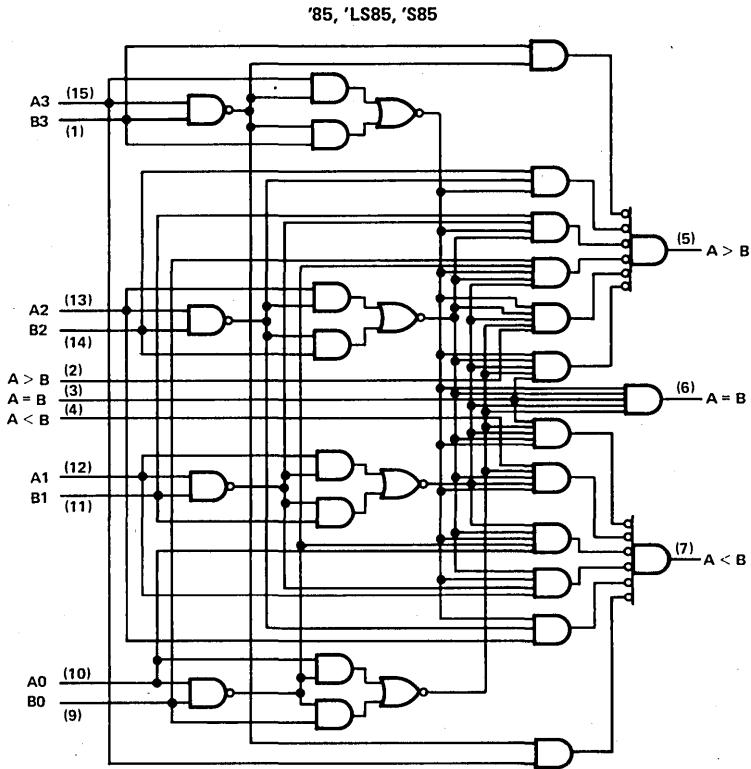 '85, 'LS85, 'S85
A3 (15)
B3 (1)
A2 (13)
B2 (14)
A > B (2)
A = B (3)
A < B (4)
A1 (12)
B1 (11)
A0 (10)
B0 (9)
(5) A > B
(6) A = B
(7) A < B